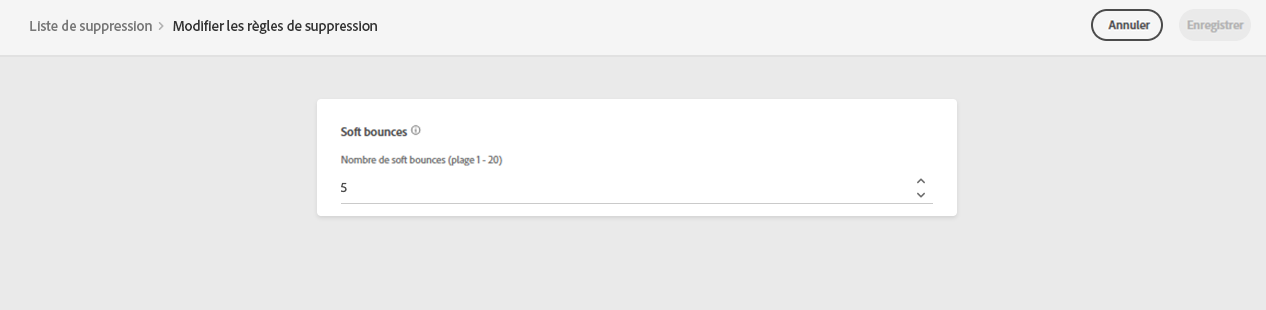 Liste de suppression > Modifier les règles de suppression
Annuler
Enregistrer
Soft bounces
Nombre de soft bounces (plage 1 - 20)
5